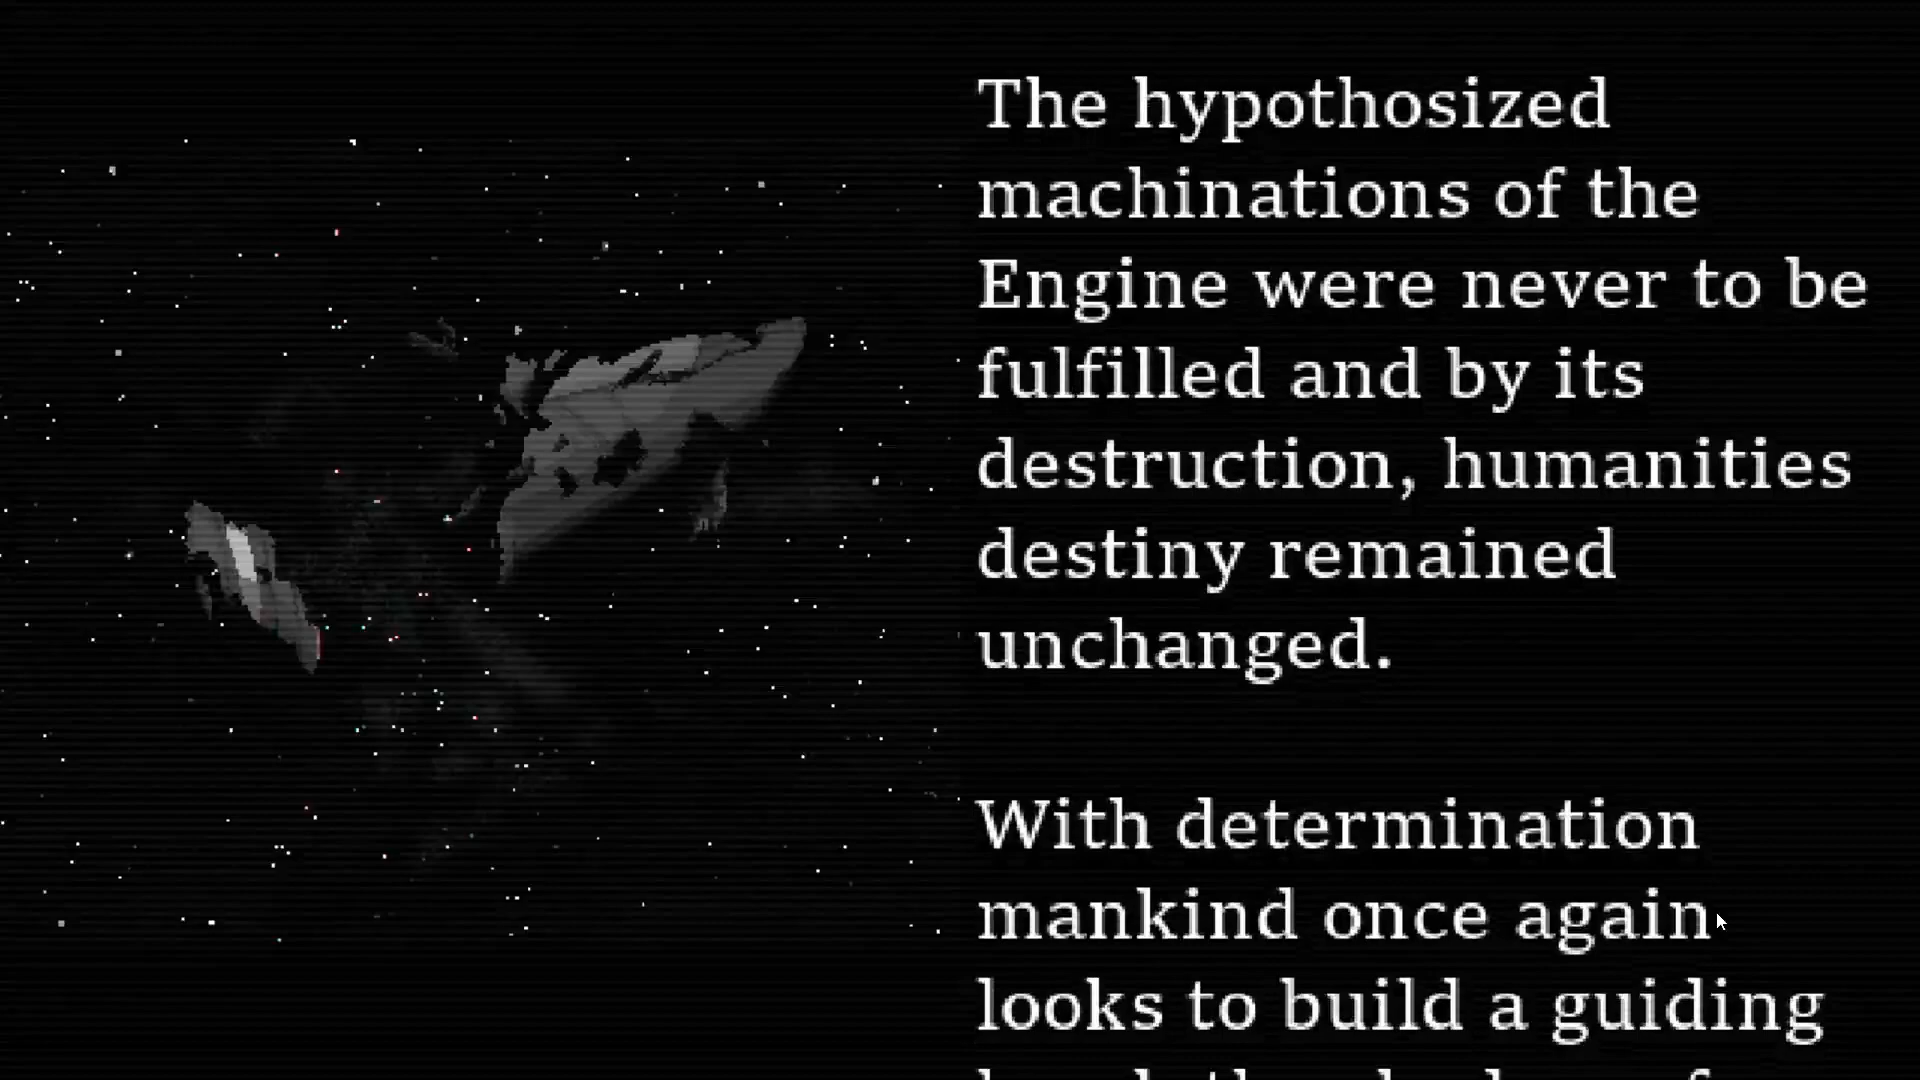 The hypothosized
machinations of the
Engine were never to be
fulfilled and by its
destruction, humanities
destiny remained
unchanged.
With determination
mankind once again
looks to build a guiding